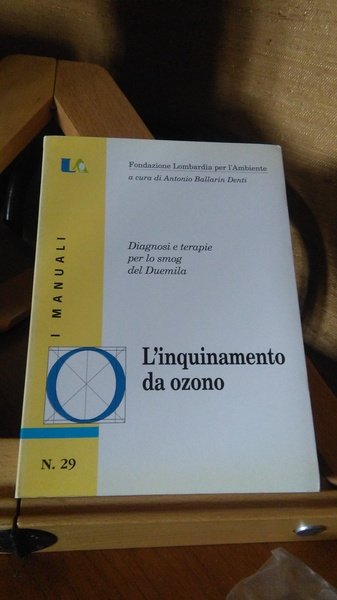 Fondazione Lombardia per l'Ambiente
a cura di Antonio Ballarin Denti
Diagnosi e terapie
per lo smog
del Duemila
I MANUALI
L'inquinamento
da ozono
O
N. 29